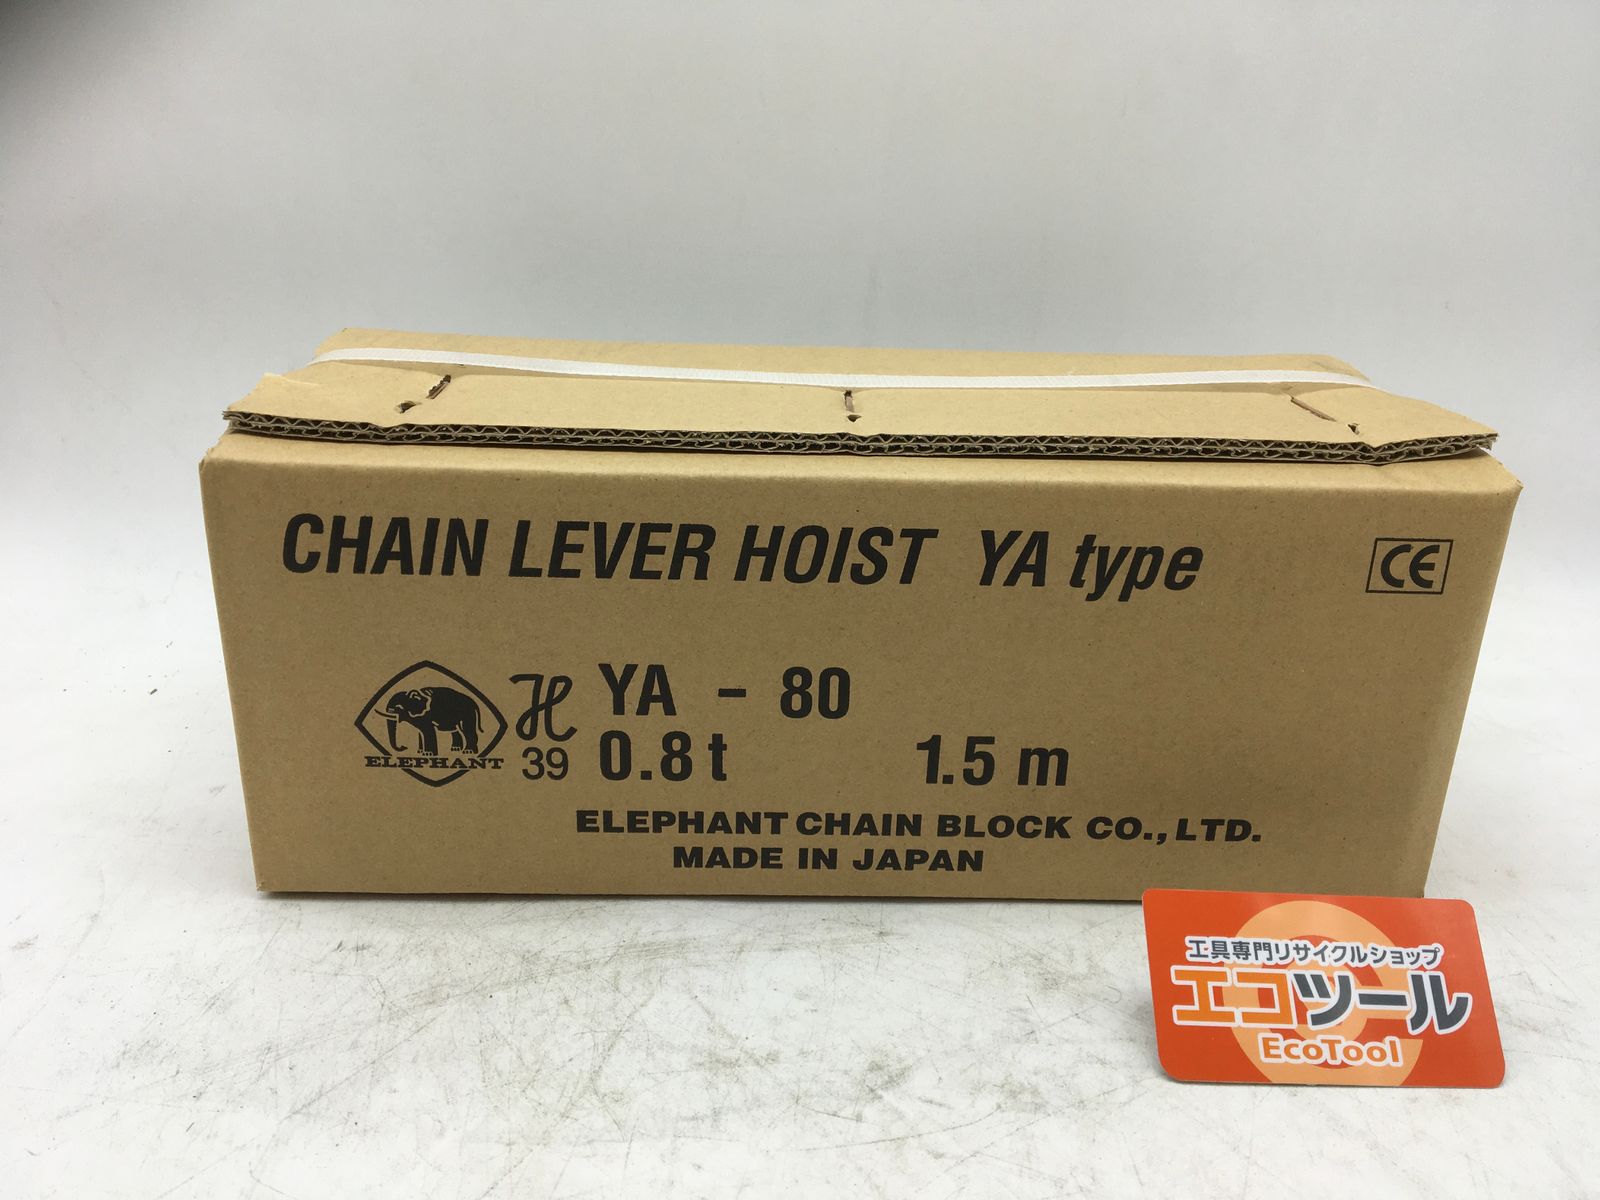 CHAIN LEVER HOIST YA type
CE
ELEPHANT
H
39
YA - 80
0.8t 1.5m
ELEPHANT CHAIN BLOCK CO., LTD.
MADE IN JAPAN
工具専門リサイクルショップ
エコツール
EcoTool